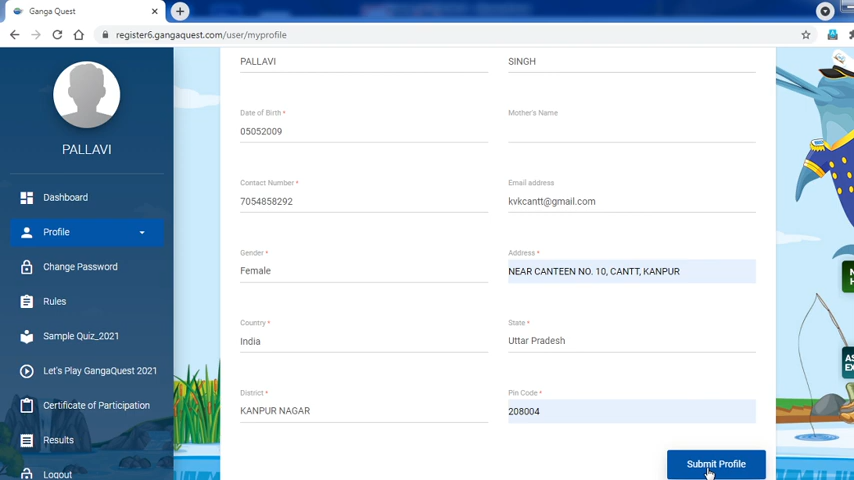 Ganga Quest
register6.gangaquest.com/user/myprofile
PALLAVI
Dashboard
Profile
Change Password
Rules
Sample Quiz_2021
Let's Play GangaQuest 2021
Certificate of Participation
Results
Logout
PALLAVI
SINGH
Date of Birth *
Mother's Name
05052009
Contact Number *
Email address
7054858292
kvkcantt@gmail.com
Gender *
Address *
Female
NEAR CANTEEN NO. 10, CANTT, KANPUR
Country *
State *
India
Uttar Pradesh
District *
Pin Code *
KANPUR NAGAR
208004
Submit Profile